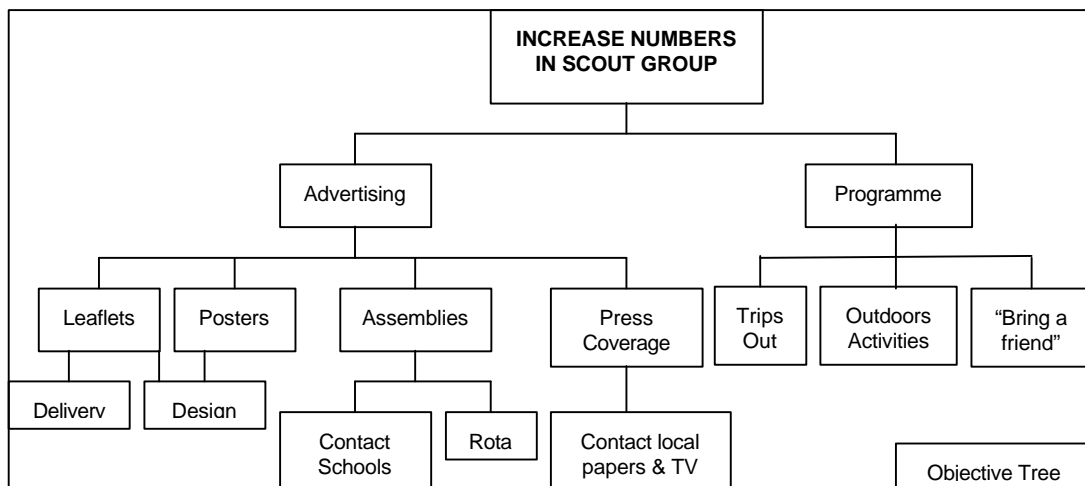 INCREASE NUMBERS
IN SCOUT GROUP
Advertising
Programme
Leaflets
Posters
Assemblies
Press
Coverage
Trips
Out
Outdoors
Activities
“Bring a
friend”
Delivery
Design
Contact
Schools
Rota
Contact local
papers & TV
Objective Tree